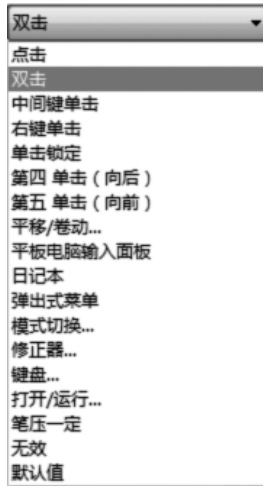 双击
点击
双击
中间键单击
右键单击
单击锁定
第四 单击（向后）
第五 单击（向前）
平移/卷动...
平板电脑输入面板
日记本
弹出式菜单
模式切换...
修正器...
键盘...
打开/运行...
笔压一定
无效
默认值